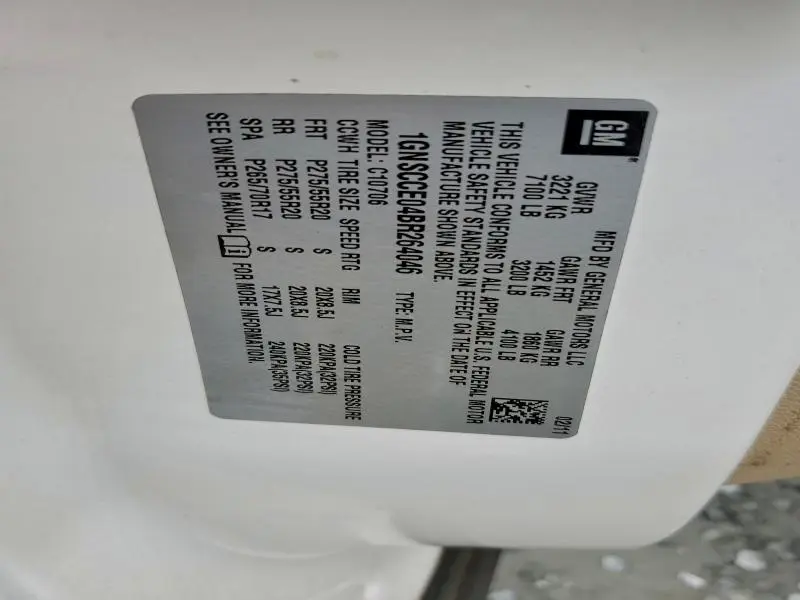 GM®
MFD BY GENERAL MOTORS LLC 02/11
GVWR GAWR FRT GAWR RR
3221 KG 1452 KG 1860 KG
7100 LB 3200 LB 4100 LB
THIS VEHICLE CONFORMS TO ALL APPLICABLE U.S. FEDERAL MOTOR
VEHICLE SAFETY STANDARDS IN EFFECT ON THE DATE OF
MANUFACTURE SHOWN ABOVE.
1GNSCCE04BR264046 TYPE: M.P.V.
MODEL: C10706
CCWH TIRE SIZE SPEED RTG RIM COLD TIRE PRESSURE
FRT P275/55R20 S 20X8.5J 220KPA(32PSI)
RR P275/55R20 S 20X8.5J 220KPA(32PSI)
SPA P265/70R17 S 17X7.5J 240KPA(35PSI)
SEE OWNER'S MANUAL FOR MORE INFORMATION.